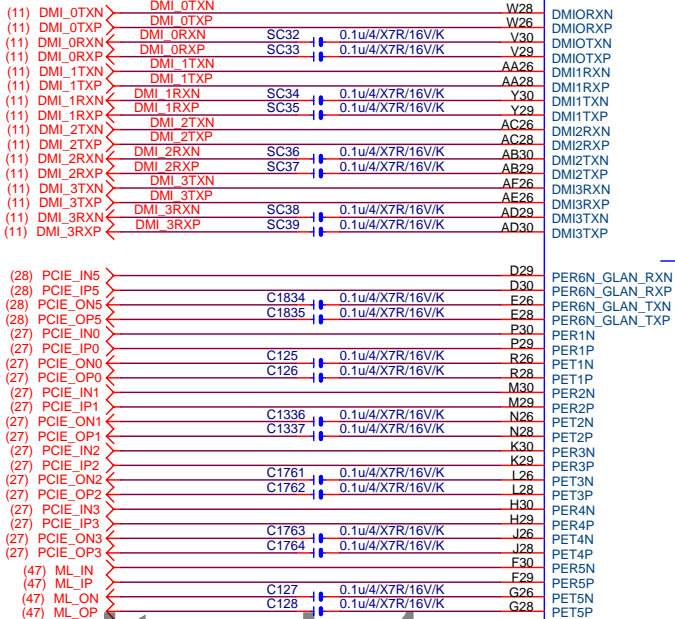 (11) DMI_0TXN DMI_0TXN W28 DMIORXN
(11) DMI_0TXP DMI_0TXP W26 DMIORXP
(11) DMI_0RXN DMI_0RXN SC32 0.1u/4/X7R/16V/K V30 DMIOTXN
(11) DMI_0RXP DMI_0RXP SC33 0.1u/4/X7R/16V/K V29 DMIOTXP
(11) DMI_1TXN DMI_1TXN AA26 DMI1RXN
(11) DMI_1TXP DMI_1TXP AA28 DMI1RXP
(11) DMI_1RXN DMI_1RXN SC34 0.1u/4/X7R/16V/K Y30 DMI1TXN
(11) DMI_1RXP DMI_1RXP SC35 0.1u/4/X7R/16V/K Y29 DMI1TXP
(11) DMI_2TXN DMI_2TXN AC26 DMI2RXN
(11) DMI_2TXP DMI_2TXP AC28 DMI2RXP
(11) DMI_2RXN DMI_2RXN SC36 0.1u/4/X7R/16V/K AB30 DMI2TXN
(11) DMI_2RXP DMI_2RXP SC37 0.1u/4/X7R/16V/K AB29 DMI2TXP
(11) DMI_3TXN DMI_3TXN AF26 DMI3RXN
(11) DMI_3TXP DMI_3TXP AE26 DMI3RXP
(11) DMI_3RXN DMI_3RXN SC38 0.1u/4/X7R/16V/K AD29 DMI3TXN
(11) DMI_3RXP DMI_3RXP SC39 0.1u/4/X7R/16V/K AD30 DMI3TXP
(28) PCIE_IN5 D29 PER6N_GLAN_RXN
(28) PCIE_IP5 D30 PER6N_GLAN_RXP
(28) PCIE_ON5 C1834 0.1u/4/X7R/16V/K E26 PER6N_GLAN_TXN
(28) PCIE_OP5 C1835 0.1u/4/X7R/16V/K E28 PER6N_GLAN_TXP
(27) PCIE_IN0 P30 PER1N
(27) PCIE_IP0 P29 PER1P
(27) PCIE_ON0 C125 0.1u/4/X7R/16V/K R26 PET1N
(27) PCIE_OP0 C126 0.1u/4/X7R/16V/K R28 PET1P
(27) PCIE_IN1 M30 PER2N
(27) PCIE_IP1 M29 PER2P
(27) PCIE_ON1 C1336 0.1u/4/X7R/16V/K N26 PET2N
(27) PCIE_OP1 C1337 0.1u/4/X7R/16V/K N28 PET2P
(27) PCIE_IN2 K30 PER3N
(27) PCIE_IP2 K29 PER3P
(27) PCIE_ON2 C1761 0.1u/4/X7R/16V/K L26 PET3N
(27) PCIE_OP2 C1762 0.1u/4/X7R/16V/K L28 PET3P
(27) PCIE_IN3 H30 PER4N
(27) PCIE_IP3 H29 PER4P
(27) PCIE_ON3 C1763 0.1u/4/X7R/16V/K J26 PET4N
(27) PCIE_OP3 C1764 0.1u/4/X7R/16V/K J28 PET4P
(47) ML_IN F30 PER5N
(47) ML_IP F29 PER5P
(47) ML_ON C127 0.1u/4/X7R/16V/K G26 PET5N
(47) ML_OP C128 0.1u/4/X7R/16V/K G28 PET5P